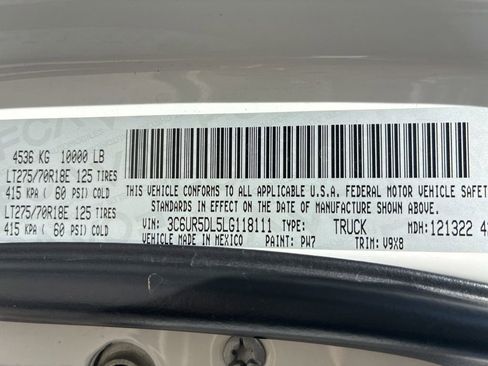 4536 KG 10000 LB
LT275/70R18E 125 TIRES
415 KPA ( 60 PSI) COLD
LT275/70R18E 125 TIRES
415 KPA ( 60 PSI) COLD
THIS VEHICLE CONFORMS TO ALL APPLICABLE U.S.A. FEDERAL MOTOR VEHICLE SAFET
STANDARDS IN EFFECT ON THE DATE OF MANUFACTURE SHOWN ABOVE.
VIN: 3C6UR5DL5LG118111 TYPE: TRUCK MDH: 121322 4
VEHICLE MADE IN MEXICO PAINT: PW7 TRIM: V9X8